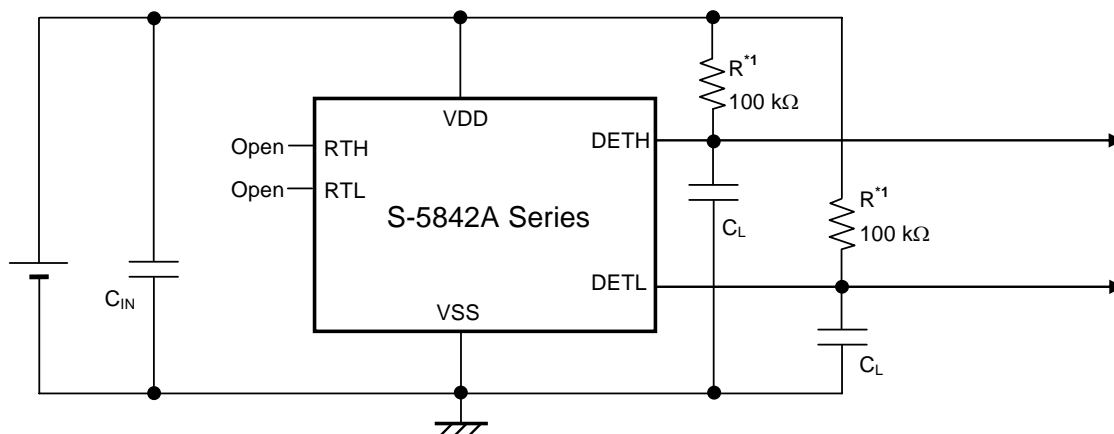 R*1
100 kΩ
VDD
Open
RTH
DETH
Open
RTL
R*1
100 kΩ
S-5842A Series
CL
DETL
CIN
VSS
CL